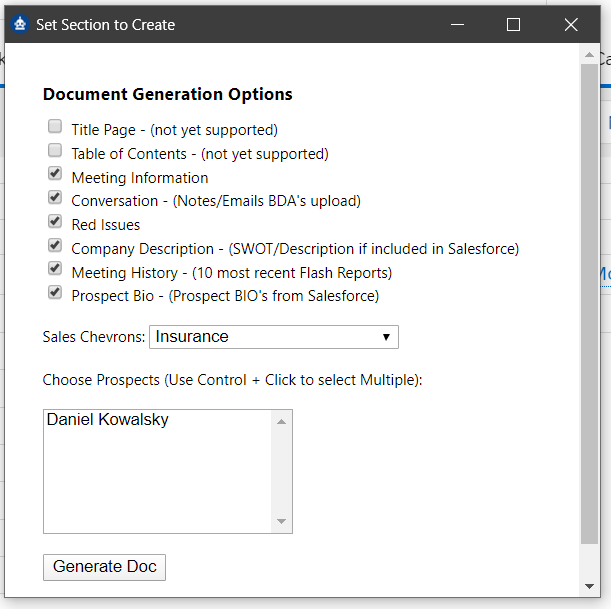 Set Section to Create
Document Generation Options
Title Page - (not yet supported)
Table of Contents - (not yet supported)
Meeting Information
Conversation - (Notes/Emails BDA's upload)
Red Issues
Company Description - (SWOT/Description if included in Salesforce)
Meeting History - (10 most recent Flash Reports)
Prospect Bio - (Prospect BIO's from Salesforce)
Sales Chevrons: Insurance
Choose Prospects (Use Control + Click to select Multiple):
Daniel Kowalsky
Generate Doc